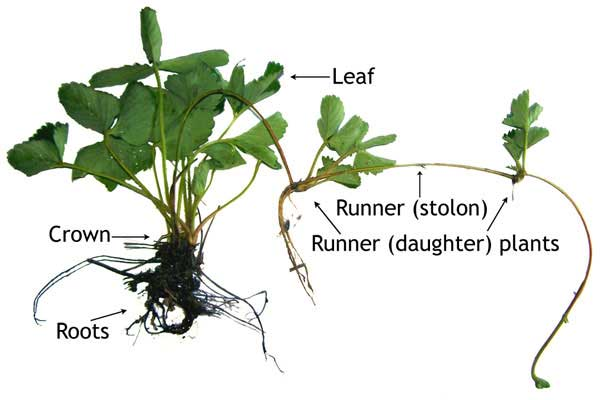 Leaf
Runner (stolon)
Crown
Runner (daughter) plants
Roots